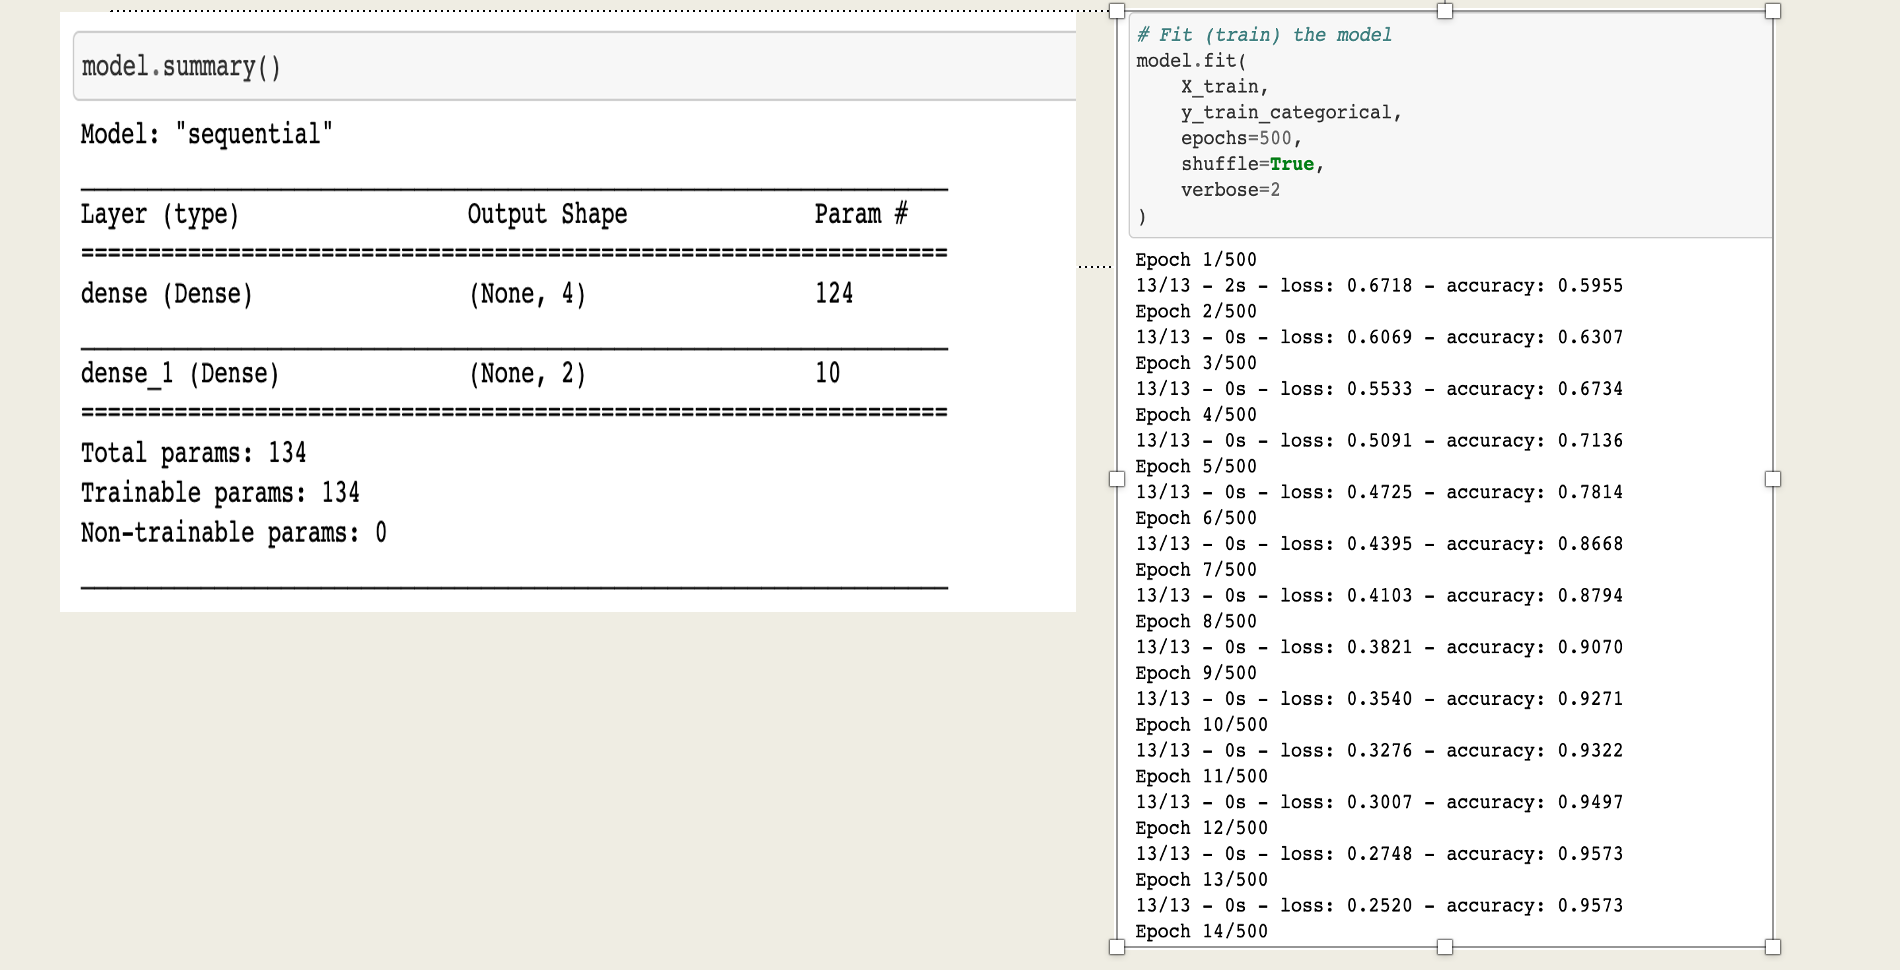 model.summary()
Model: "sequential"
Layer (type) Output Shape Param #
=================================================================
dense (Dense) (None, 4) 124
dense_1 (Dense) (None, 2) 10
=================================================================
Total params: 134
Trainable params: 134
Non-trainable params: 0
# Fit (train) the model
model.fit(
    X_train,
    y_train_categorical,
    epochs=500,
    shuffle=True,
    verbose=2
)
Epoch 1/500
13/13 - 2s - loss: 0.6718 - accuracy: 0.5955
Epoch 2/500
13/13 - 0s - loss: 0.6069 - accuracy: 0.6307
Epoch 3/500
13/13 - 0s - loss: 0.5533 - accuracy: 0.6734
Epoch 4/500
13/13 - 0s - loss: 0.5091 - accuracy: 0.7136
Epoch 5/500
13/13 - 0s - loss: 0.4725 - accuracy: 0.7814
Epoch 6/500
13/13 - 0s - loss: 0.4395 - accuracy: 0.8668
Epoch 7/500
13/13 - 0s - loss: 0.4103 - accuracy: 0.8794
Epoch 8/500
13/13 - 0s - loss: 0.3821 - accuracy: 0.9070
Epoch 9/500
13/13 - 0s - loss: 0.3540 - accuracy: 0.9271
Epoch 10/500
13/13 - 0s - loss: 0.3276 - accuracy: 0.9322
Epoch 11/500
13/13 - 0s - loss: 0.3007 - accuracy: 0.9497
Epoch 12/500
13/13 - 0s - loss: 0.2748 - accuracy: 0.9573
Epoch 13/500
13/13 - 0s - loss: 0.2520 - accuracy: 0.9573
Epoch 14/500